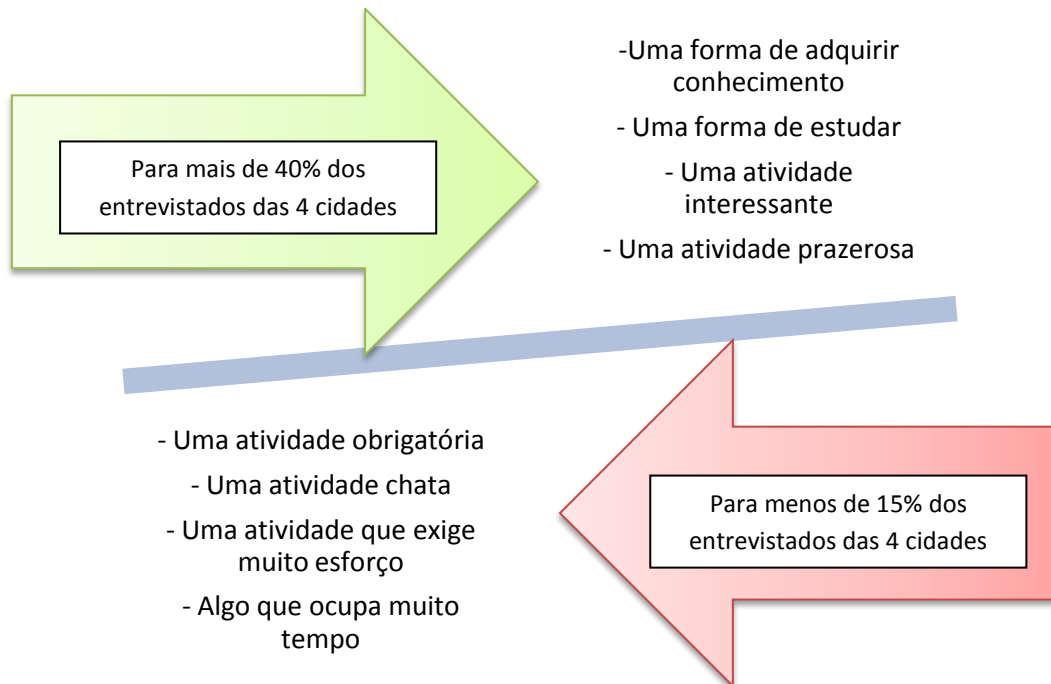 Para mais de 40% dos
entrevistados das 4 cidades
-Uma forma de adquirir
conhecimento
- Uma forma de estudar
- Uma atividade
interessante
- Uma atividade prazerosa
- Uma atividade obrigatória
- Uma atividade chata
- Uma atividade que exige
muito esforço
- Algo que ocupa muito
tempo
Para menos de 15% dos
entrevistados das 4 cidades